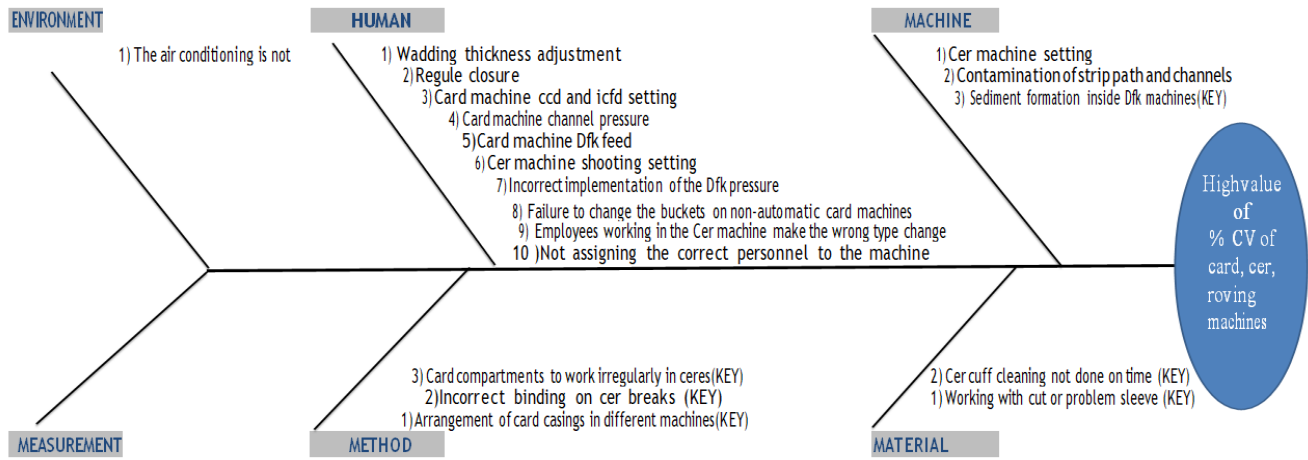 ENVIRONMENT
1) The air conditioning is not
HUMAN
1) Wadding thickness adjustment
2) Regule closure
3) Card machine ccd and icfd setting
4) Card machine channel pressure
5)Card machine Dfk feed
6) Cer machine shooting setting
7) Incorrect implementation of the Dfk pressure
8) Failure to change the buckets on non-automatic card machines
9) Employees working in the Cer machine make the wrong type change
10 )Not assigning the correct personnel to the machine
MACHINE
1) Cer machine setting
2) Contamination of strip path and channels
3) Sediment formation inside Dfk machines(KEY)
Highvalue
of
% CV of
card, cer,
roving
machines
3) Card compartments to work irregularly in ceres(KEY)
2)Incorrect binding on cer breaks (KEY)
1) Arrangement of card casings in different machines(KEY)
2) Cer cuff cleaning not done on time (KEY)
1) Working with cut or problem sleeve (KEY)
MEASUREMENT
METHOD
MATERIAL